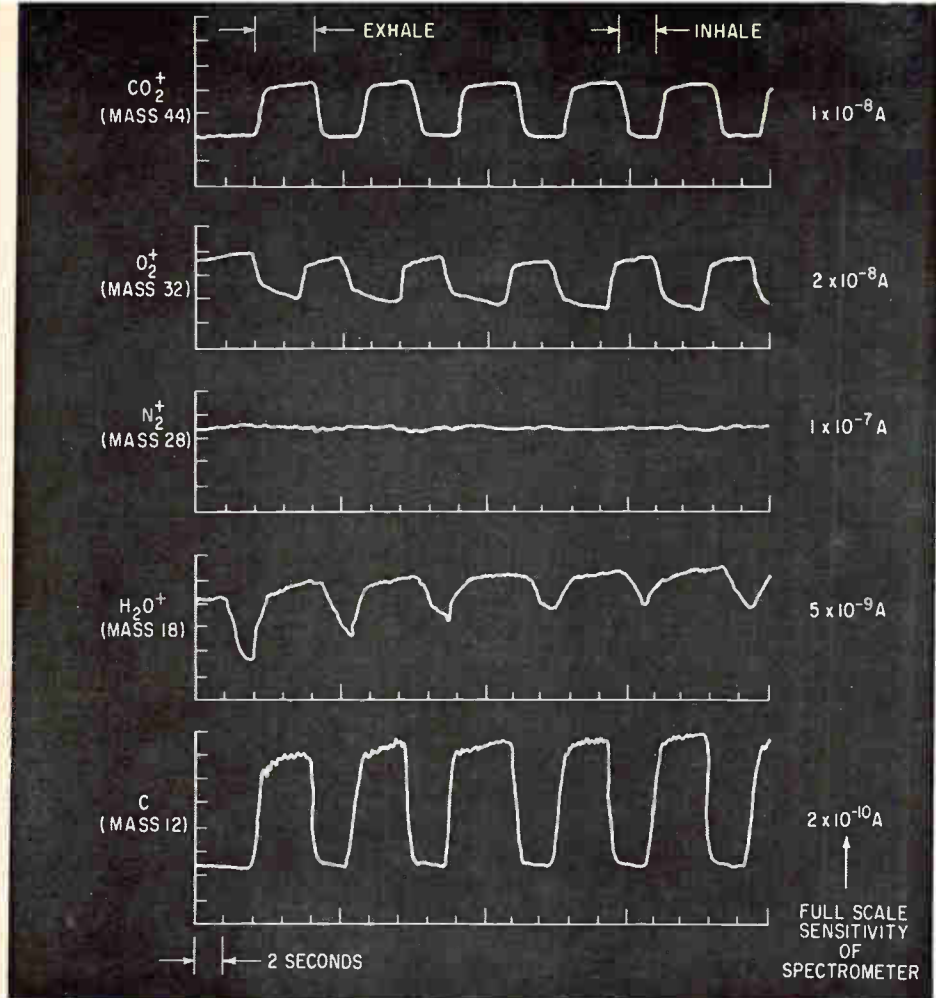 EXHALE
INHALE
CO₂⁺
(MASS 44)
1 x 10⁻⁸A
O₂⁺
(MASS 32)
2 x 10⁻⁸A
N₂⁺
(MASS 28)
1 x 10⁻⁷A
H₂O⁺
(MASS 18)
5 x 10⁻⁹A
C
(MASS 12)
2 x 10⁻¹⁰A
2 SECONDS
FULL SCALE
SENSITIVITY
OF
SPECTROMETER